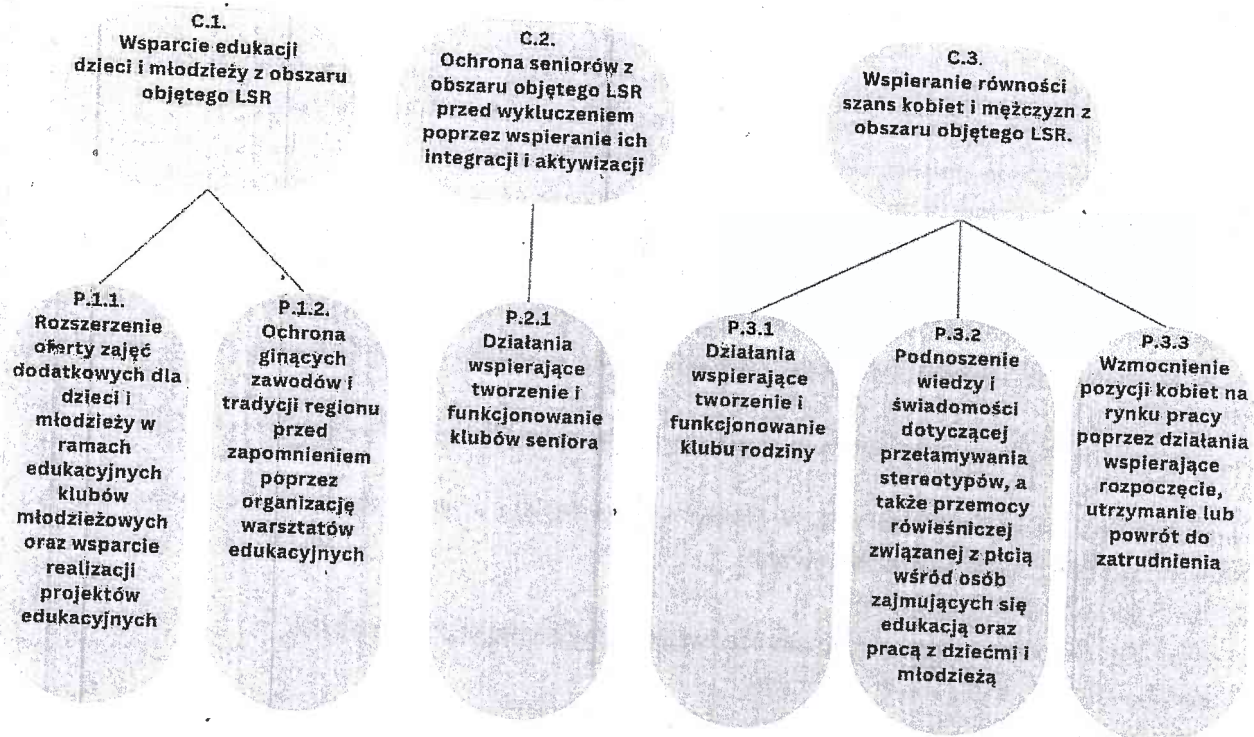 C.1.
Wsparcie edukacji
dzieci i młodzieży z obszaru
objętego LSR
C.2.
Ochrona seniorów z
obszaru objętego LSR
przed wykluczeniem
poprzez wspieranie ich
integracji i aktywizacji
C.3.
Wspieranie równości
szans kobiet i mężczyzn z
obszaru objętego LSR.
P.1.1.
Rozszerzenie
oferty zajęć
dodatkowych dla
dzieci i
młodzieży w
ramach
edukacyjnych
klubów
młodzieżowych
oraz wsparcie
realizacji
projektów
edukacyjnych
P.1.2.
Ochrona
ginących
zawodów i
tradycji regionu
przed
zapomnieniem
poprzez
organizację
warsztatów
edukacyjnych
P.2.1
Działania
wspierające
tworzenie i
funkcjonowanie
klubów seniora
P.3.1
Działania
wspierające
tworzenie i
funkcjonowanie
klubu rodziny
P.3.2
Podnoszenie
wiedzy i
świadomości
dotyczącej
przełamywania
stereotypów, a
także przemocy
rówieśniczej
związanej z płcią
wśród osób
zajmujących się
edukacją oraz
pracą z dziećmi i
młodzieżą
P.3.3
Wzmocnienie
pozycji kobiet na
rynku pracy
poprzez działania
wspierające
rozpoczęcie,
utrzymanie lub
powrót do
zatrudnienia